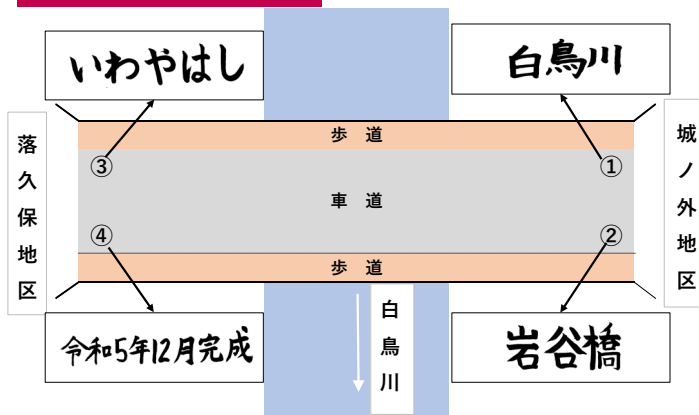 いわやはし
白鳥川
歩道
③
①
落久保地区
車道
城ノ外地区
④
②
歩道
令和5年12月完成
白鳥川
岩谷橋